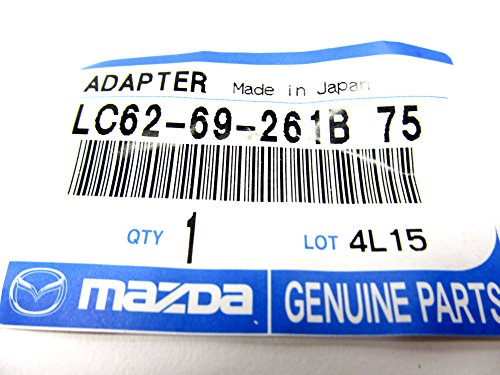 ADAPTER Made in Japan
LC62-69-261B 75
QTY 1 LOT 4L15
mazda GENUINE PARTS